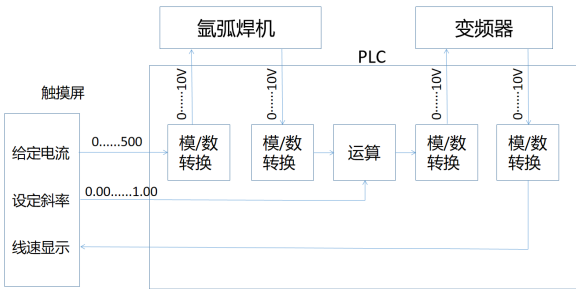 氩弧焊机
变频器
PLC
0……10V
0……10V
0……10V
0……10V
触摸屏
给定电流
0……500
模/数
转换
模/数
转换
运算
模/数
转换
模/数
转换
设定斜率
0.00……1.00
线速显示